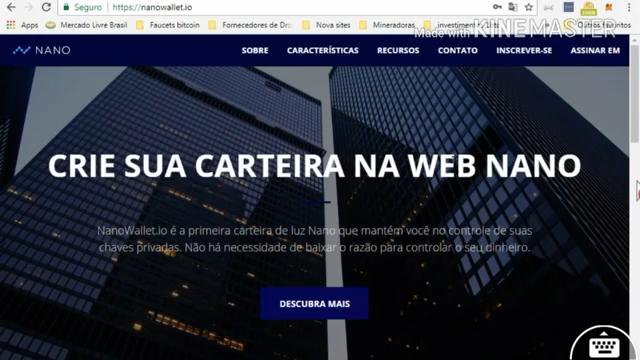 Seguro https://nanowallet.io
Apps Mercado Livre Brasil Faucets bitcoin Fornecedores de Dro Nova sites Mineradoras Outros favoritos
Made with KINEMASTER
NANO SOBRE CARACTERÍSTICAS RECURSOS CONTATO INSCREVER-SE ASSINAR EM
CRIE SUA CARTEIRA NA WEB NANO
NanoWallet.io é a primeira carteira de luz Nano que mantém você no controle de suas
chaves privadas. Não há necessidade de baixar o razão para controlar o seu dinheiro.
DESCUBRA MAIS